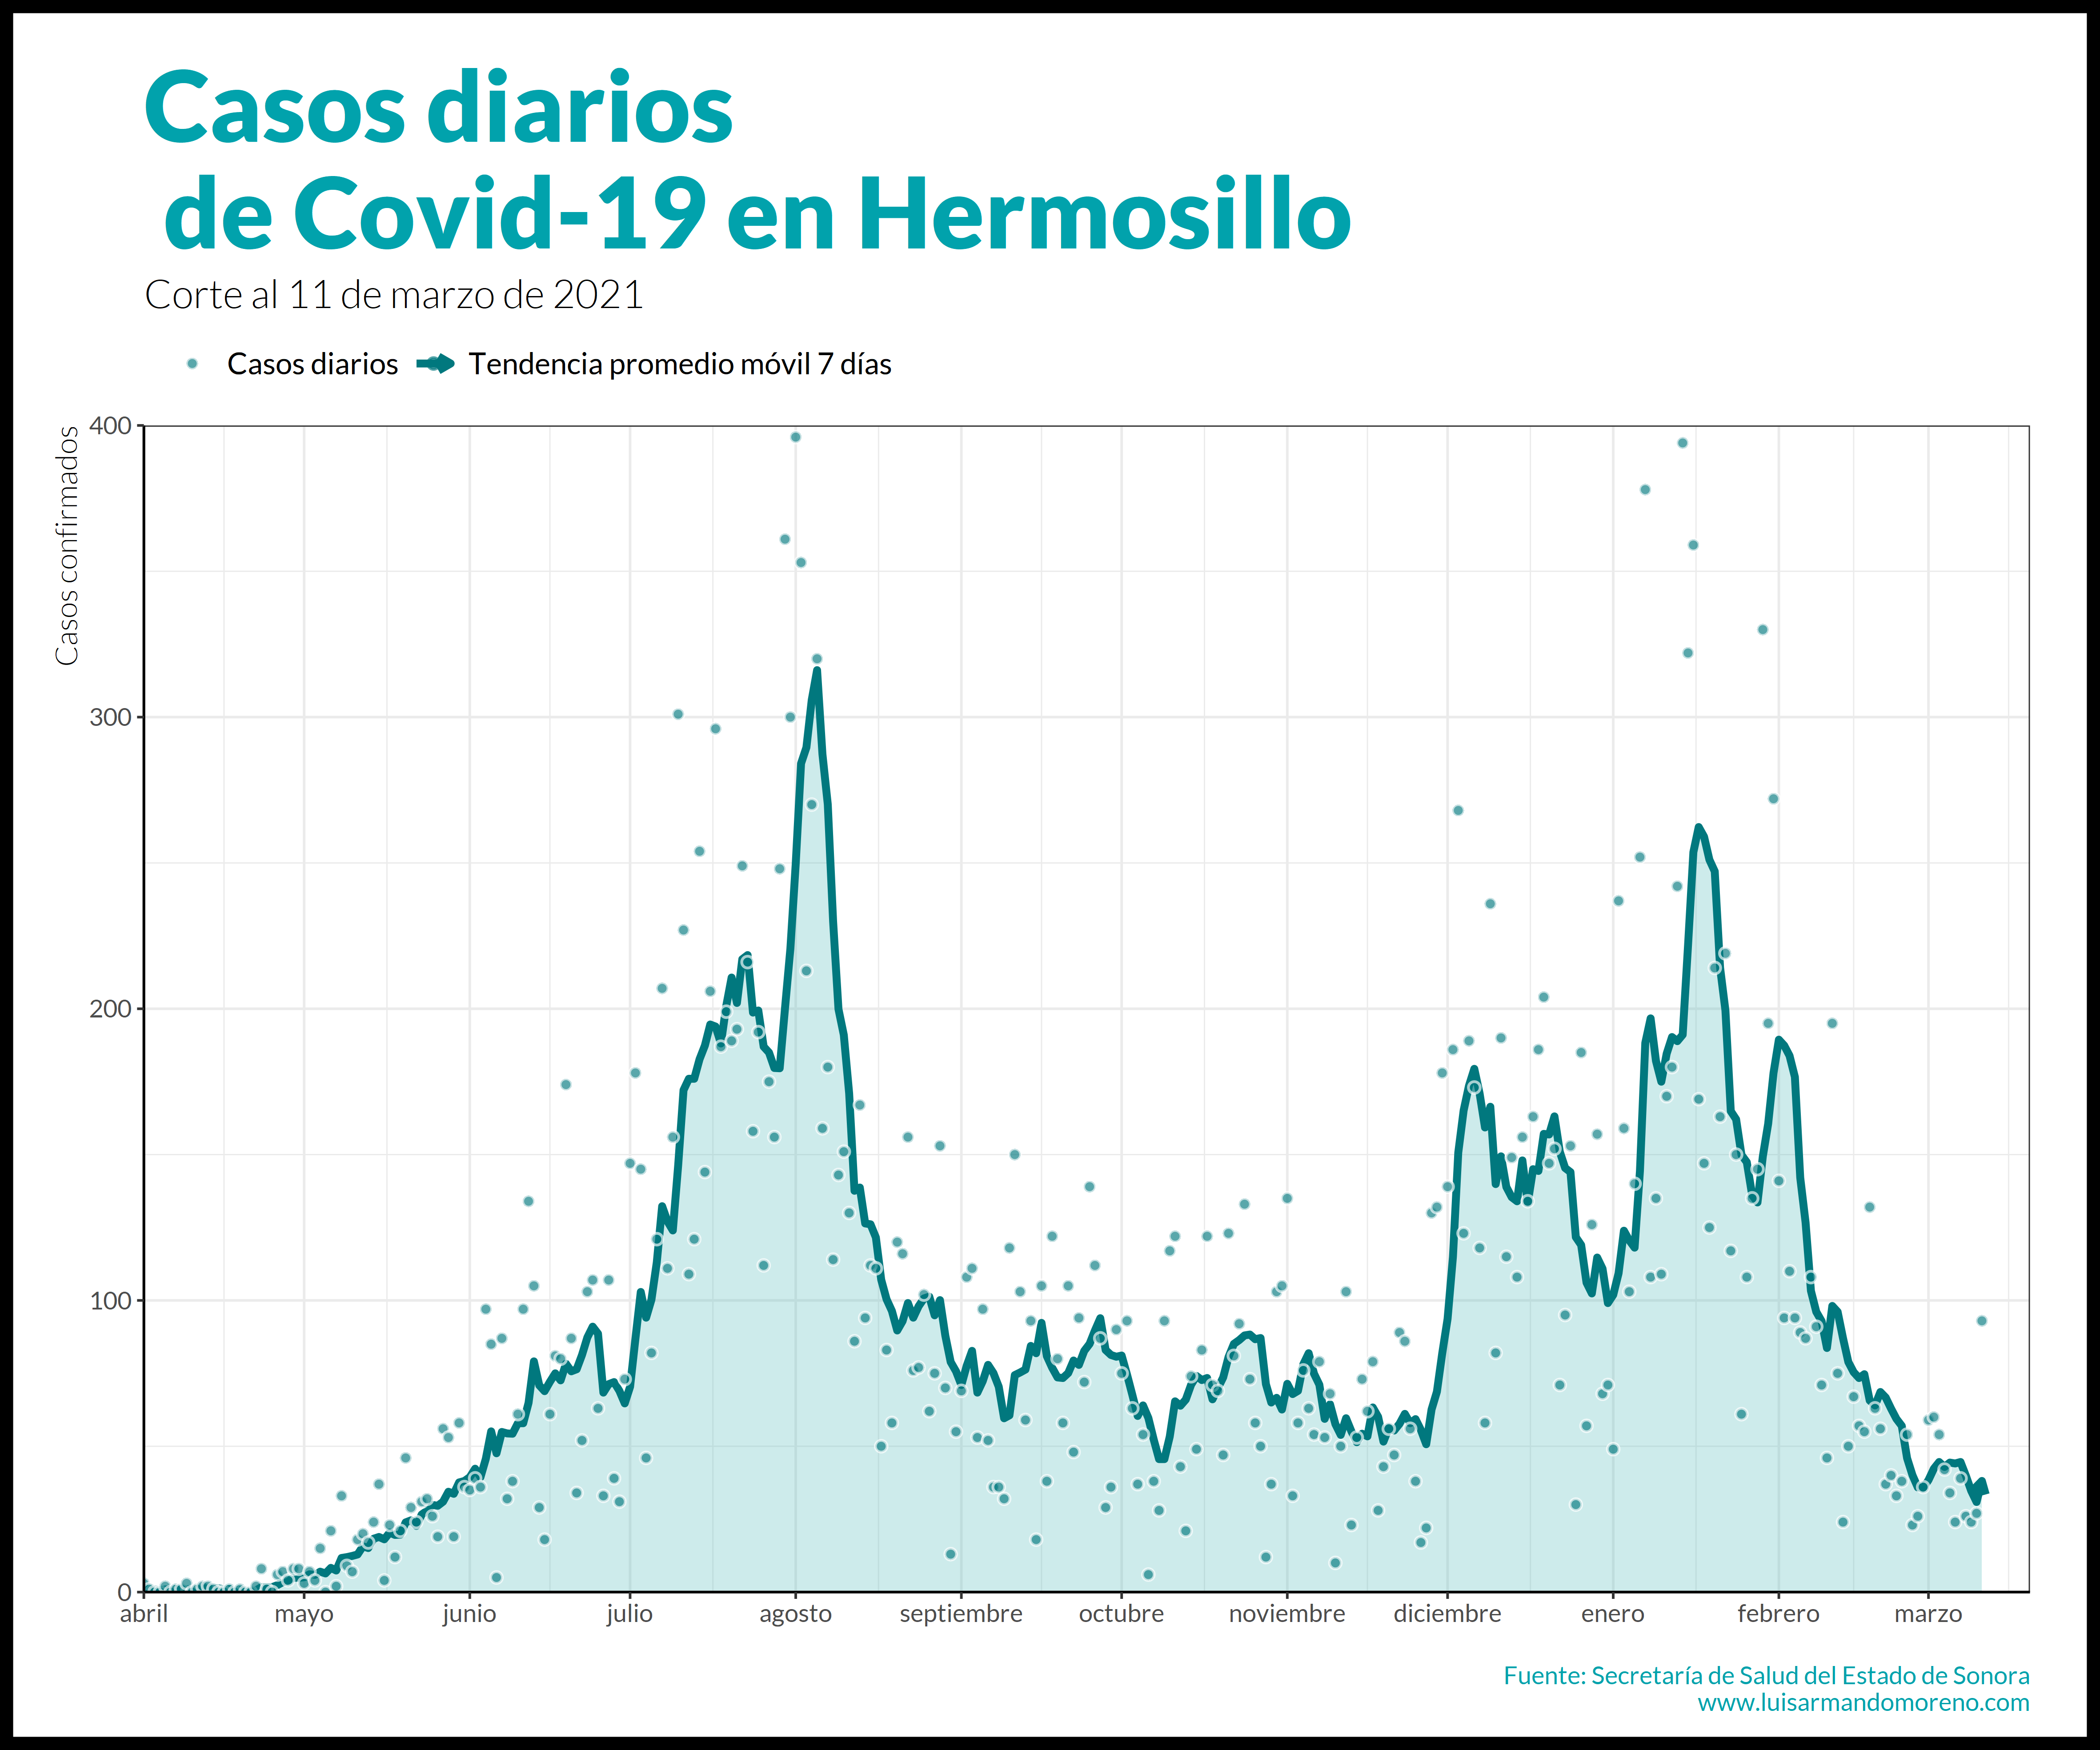 Casos diarios
de Covid-19 en Hermosillo
Corte al 11 de marzo de 2021
Casos diarios Tendencia promedio móvil 7 días
Casos confirmados
400
300
200
100
0
abril mayo junio julio agosto septiembre octubre noviembre diciembre enero febrero marzo
Fuente: Secretaría de Salud del Estado de Sonora
www.luisarmandomoreno.com